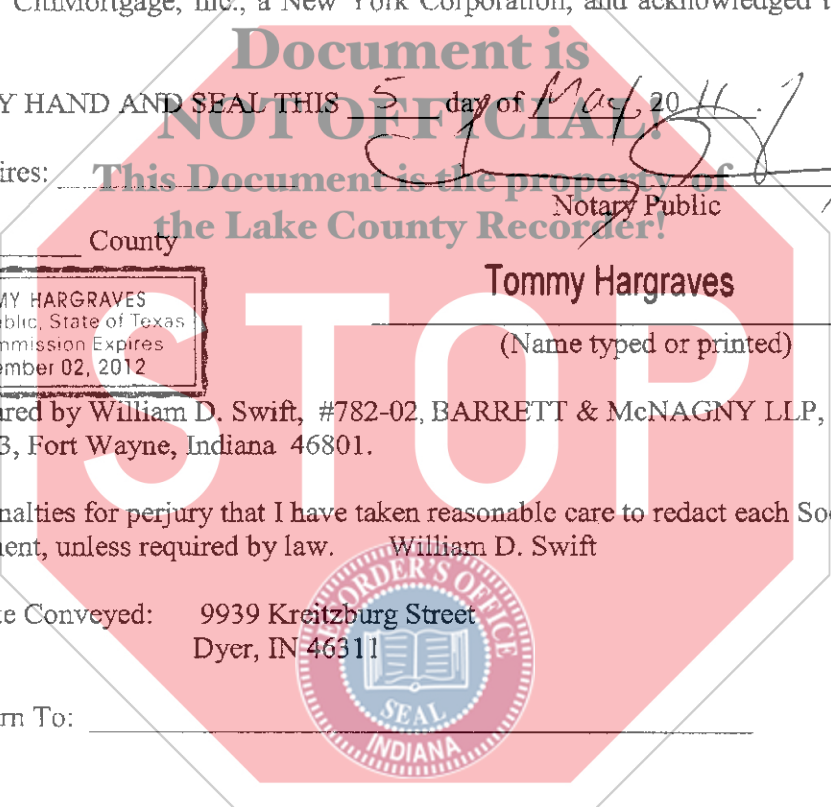 CitiMortgage, Inc., a New York Corporation, and acknowledged t
Document is
Y HAND AND SEAL THIS 5 day of May, 20 11.
NOT OFFICIAL!
ires:
This Document is the property of
Notary Public
the Lake County Recorder!
County
Tommy Hargraves
MY HARGRAVES
blic, State of Texas
mmission Expires
mber 02, 2012
(Name typed or printed)
STOP
ared by William D. Swift, #782-02, BARRETT & McNAGNY LLP,
3, Fort Wayne, Indiana 46801.
nalties for perjury that I have taken reasonable care to redact each So
ent, unless required by law. William D. Swift
RECORDER'S OFFICE
te Conveyed: 9939 Kreitzburg Street
Dyer, IN 46311
SEAL
INDIANA
rn To: